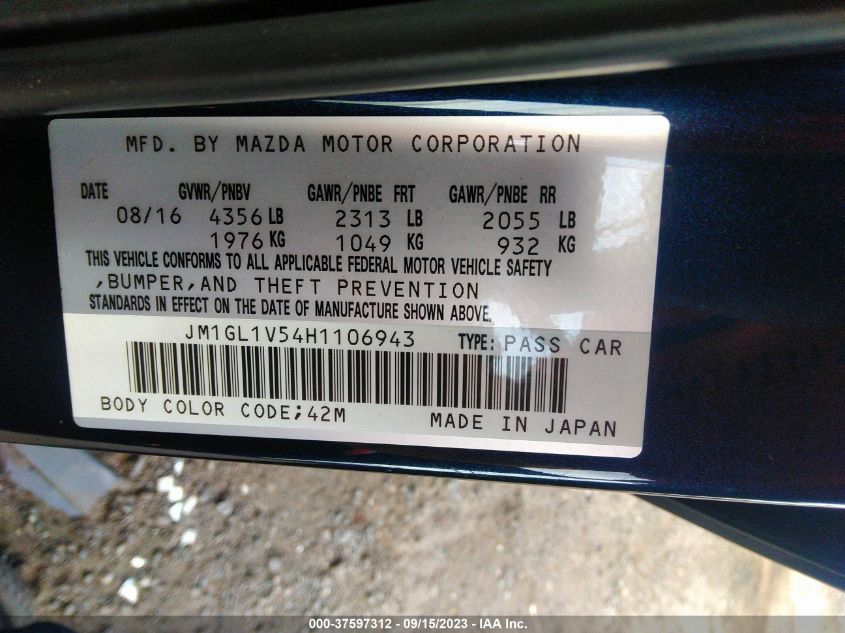 MFD. BY MAZDA MOTOR CORPORATION
DATE GVWR/PNBV GAWR/PNBE FRT GAWR/PNBE RR
08/16 4356 LB 2313 LB 2055 LB
1976 KG 1049 KG 932 KG
THIS VEHICLE CONFORMS TO ALL APPLICABLE FEDERAL MOTOR VEHICLE SAFETY
,BUMPER,AND THEFT PREVENTION
STANDARDS IN EFFECT ON THE DATE OF MANUFACTURE SHOWN ABOVE.
JM1GL1V54H1106943 TYPE: PASS CAR
BODY COLOR CODE;42M MADE IN JAPAN
000-37597312 - 09/15/2023 - IAA Inc.